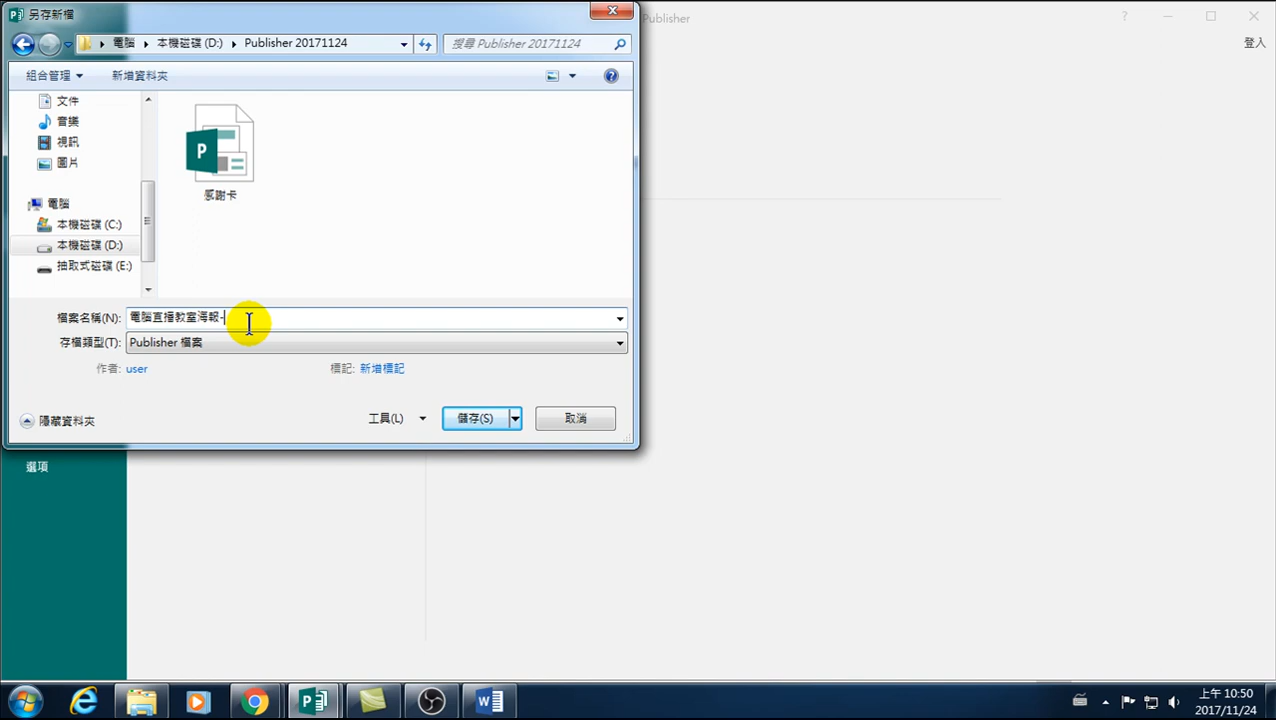 另存新檔
Publisher
?
登入
電腦 本機磁碟 (D:) Publisher 20171124
搜尋 Publisher 20171124
組合管理 新增資料夾
文件
音樂
視訊
圖片
電腦
本機磁碟 (C:)
本機磁碟 (D:)
抽取式磁碟 (E:)
P
感謝卡
檔案名稱(N): 電腦直播教室海報-
存檔類型(T): Publisher 檔案
作者: user 標記: 新增標記
隱藏資料夾 工具(L) 儲存(S) 取消
選項
上午 10:50
2017/11/24